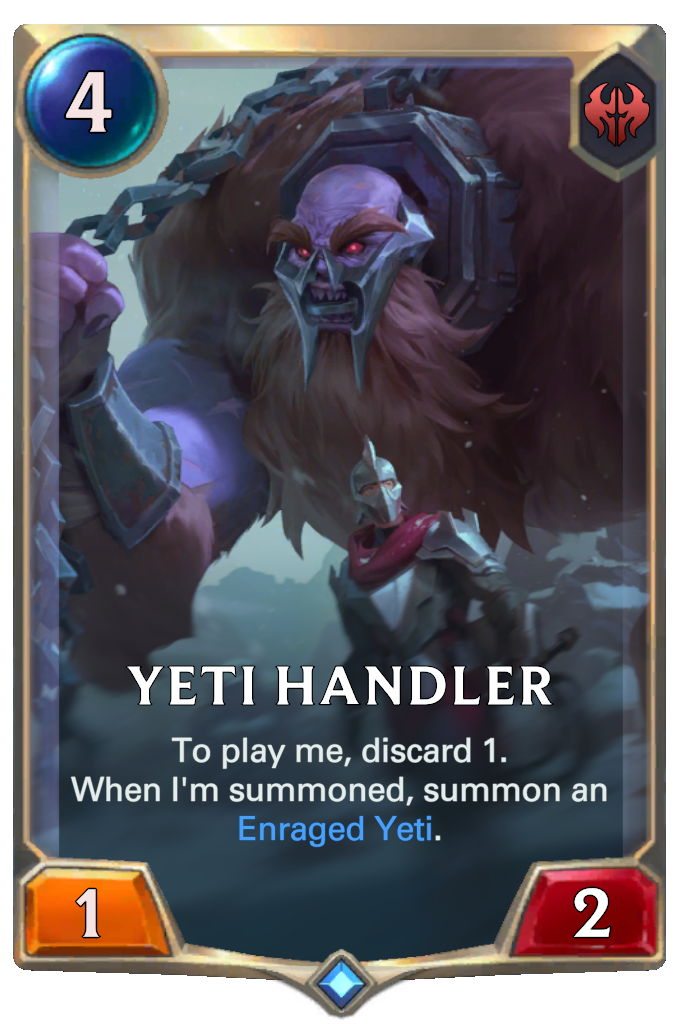 4
YETI HANDLER
To play me, discard 1.
When I'm summoned, summon an
Enraged Yeti.
1
2